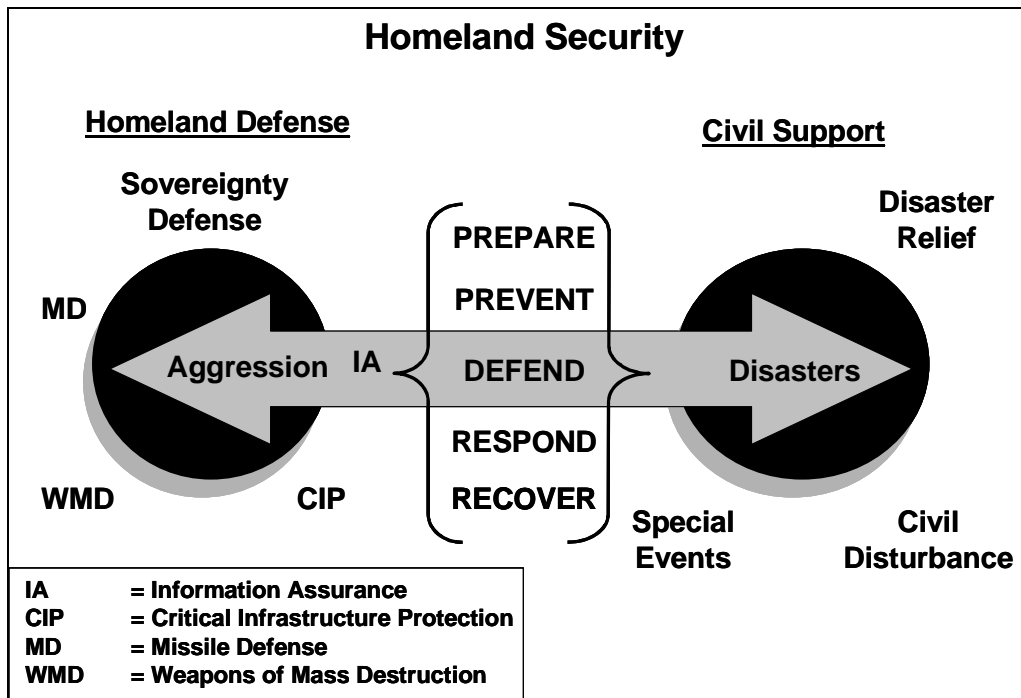 Homeland Security
Homeland Defense
Civil Support
Sovereignty
Defense
Disaster
Relief
MD
PREPARE
PREVENT
Aggression
IA
DEFEND
Disasters
RESPOND
RECOVER
WMD
CIP
Special
Events
Civil
Disturbance
IA = Information Assurance
CIP = Critical Infrastructure Protection
MD = Missile Defense
WMD = Weapons of Mass Destruction